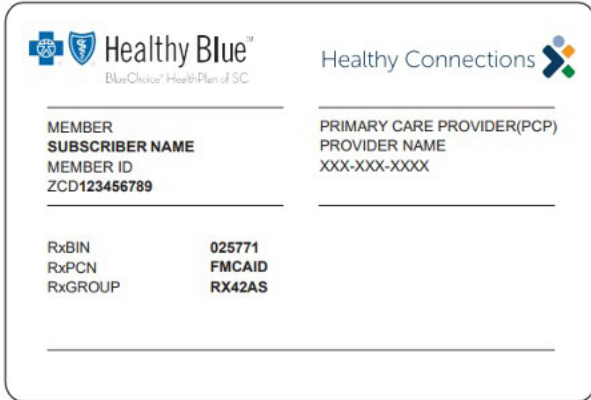 Healthy Blue℠
BlueChoice® HealthPlan of SC
Healthy Connections
MEMBER
SUBSCRIBER NAME
MEMBER ID
ZCD123456789
PRIMARY CARE PROVIDER(PCP)
PROVIDER NAME
XXX-XXX-XXXX
RxBIN 025771
RxPCN FMCAID
RxGROUP RX42AS